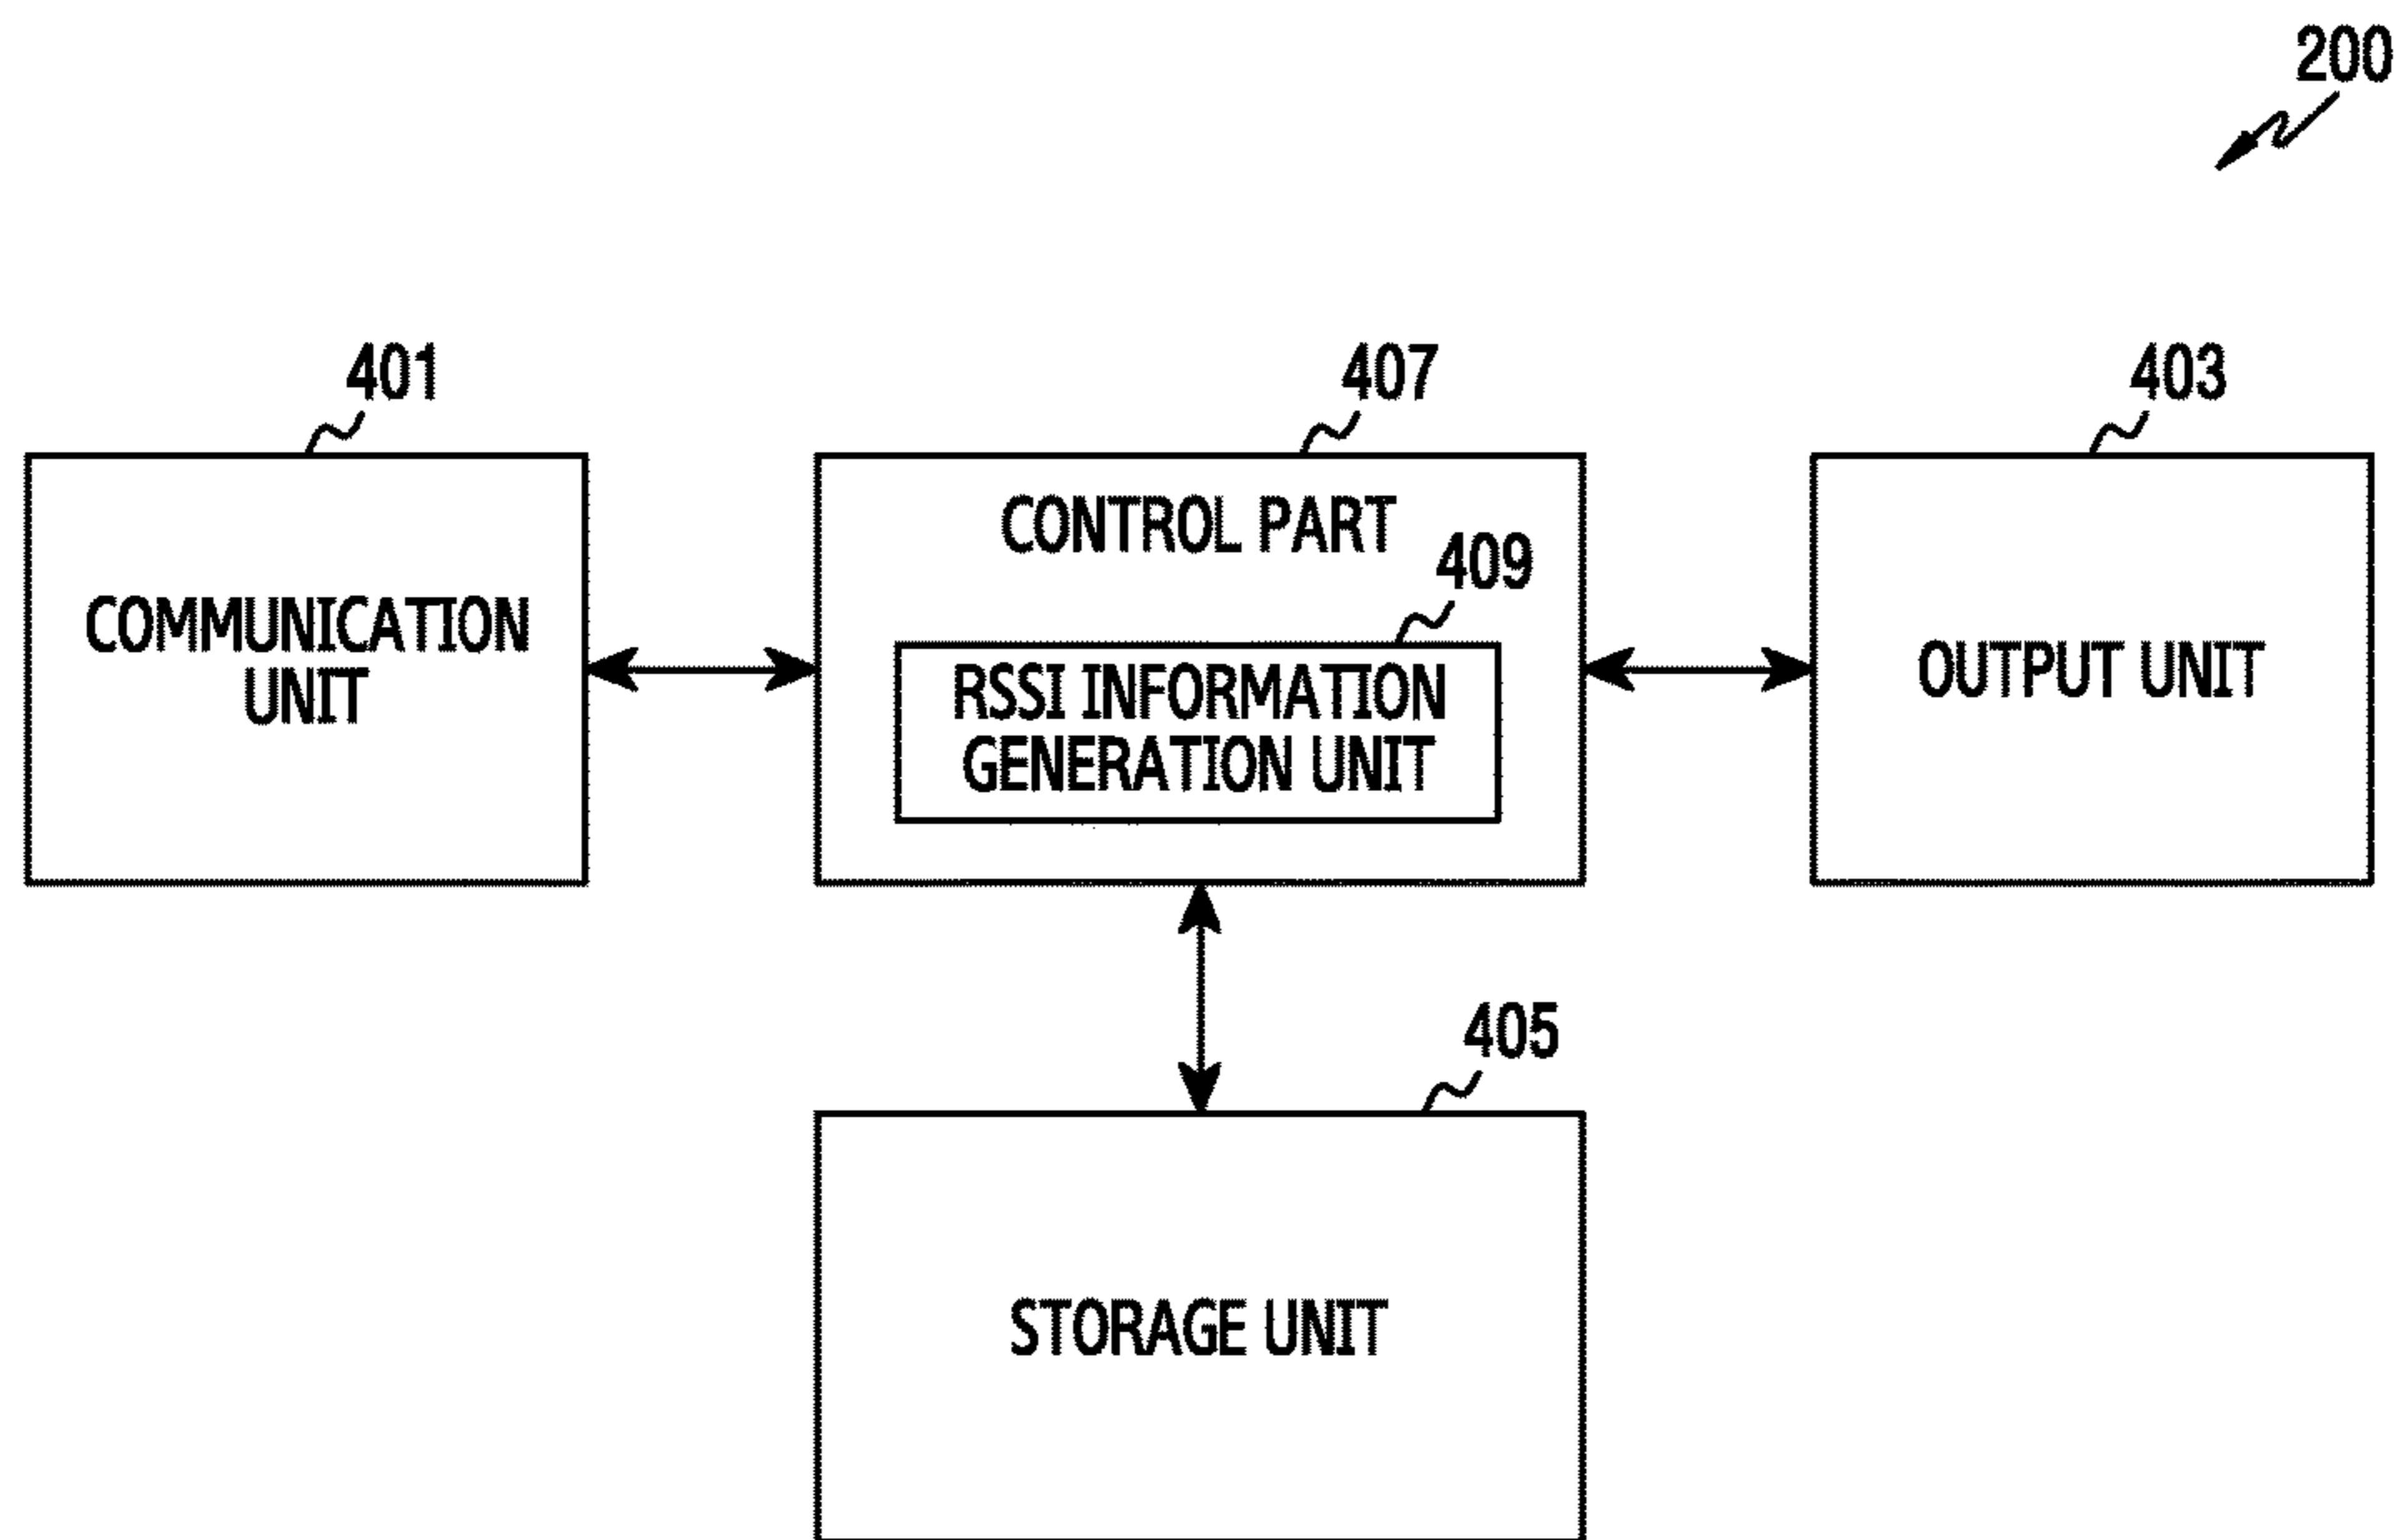 200
401
407
403
CONTROL PART
409
COMMUNICATION
UNIT
RSSI INFORMATION
GENERATION UNIT
OUTPUT UNIT
405
STORAGE UNIT